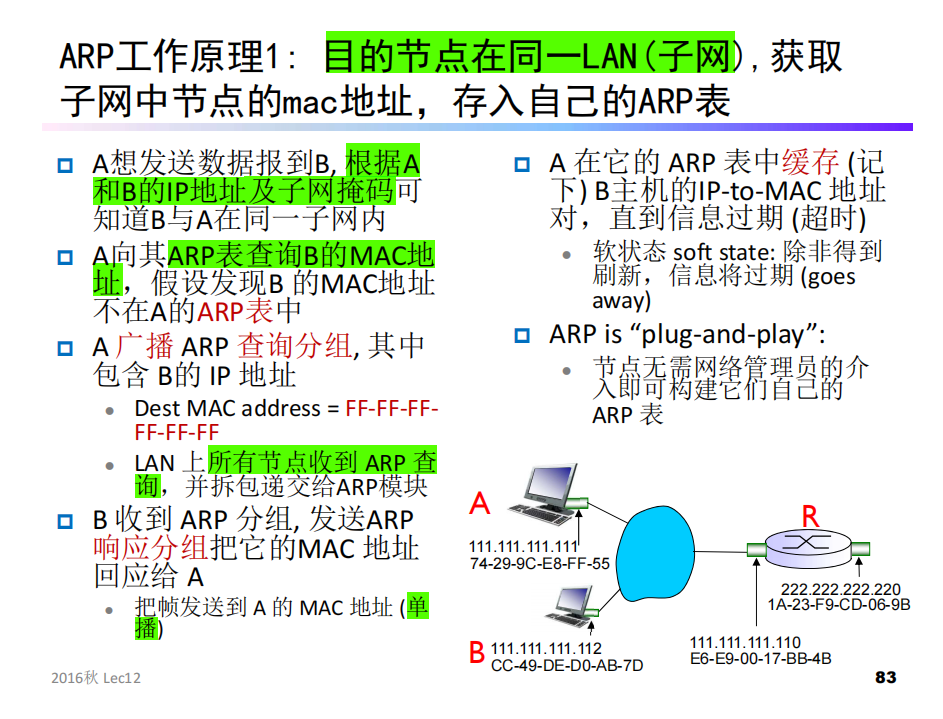 ARP工作原理1: 目的节点在同一LAN(子网),获取
子网中节点的mac地址，存入自己的ARP表
A想发送数据报到B, 根据A
和B的IP地址及子网掩码可
知道B与A在同一子网内
A向其ARP表查询B的MAC地
址，假设发现B 的MAC地址
不在A的ARP表中
A 广播 ARP 查询分组, 其中
包含 B的 IP 地址
Dest MAC address = FF-FF-FF-
FF-FF-FF
LAN 上所有节点收到 ARP 查
询，并拆包递交给ARP模块
B 收到 ARP 分组, 发送ARP
响应分组把它的MAC 地址
回应给 A
把帧发送到 A 的 MAC 地址 (单
播)
A 在它的 ARP 表中缓存 (记
下) B主机的IP-to-MAC 地址
对，直到信息过期 (超时)
软状态 soft state: 除非得到
刷新，信息将过期 (goes
away)
ARP is “plug-and-play”:
节点无需网络管理员的介
入即可构建它们自己的
ARP 表
A
111.111.111.111
74-29-9C-E8-FF-55
R
222.222.222.220
1A-23-F9-CD-06-9B
111.111.111.110
E6-E9-00-17-BB-4B
B
111.111.111.112
CC-49-DE-D0-AB-7D
2016秋 Lec12
83